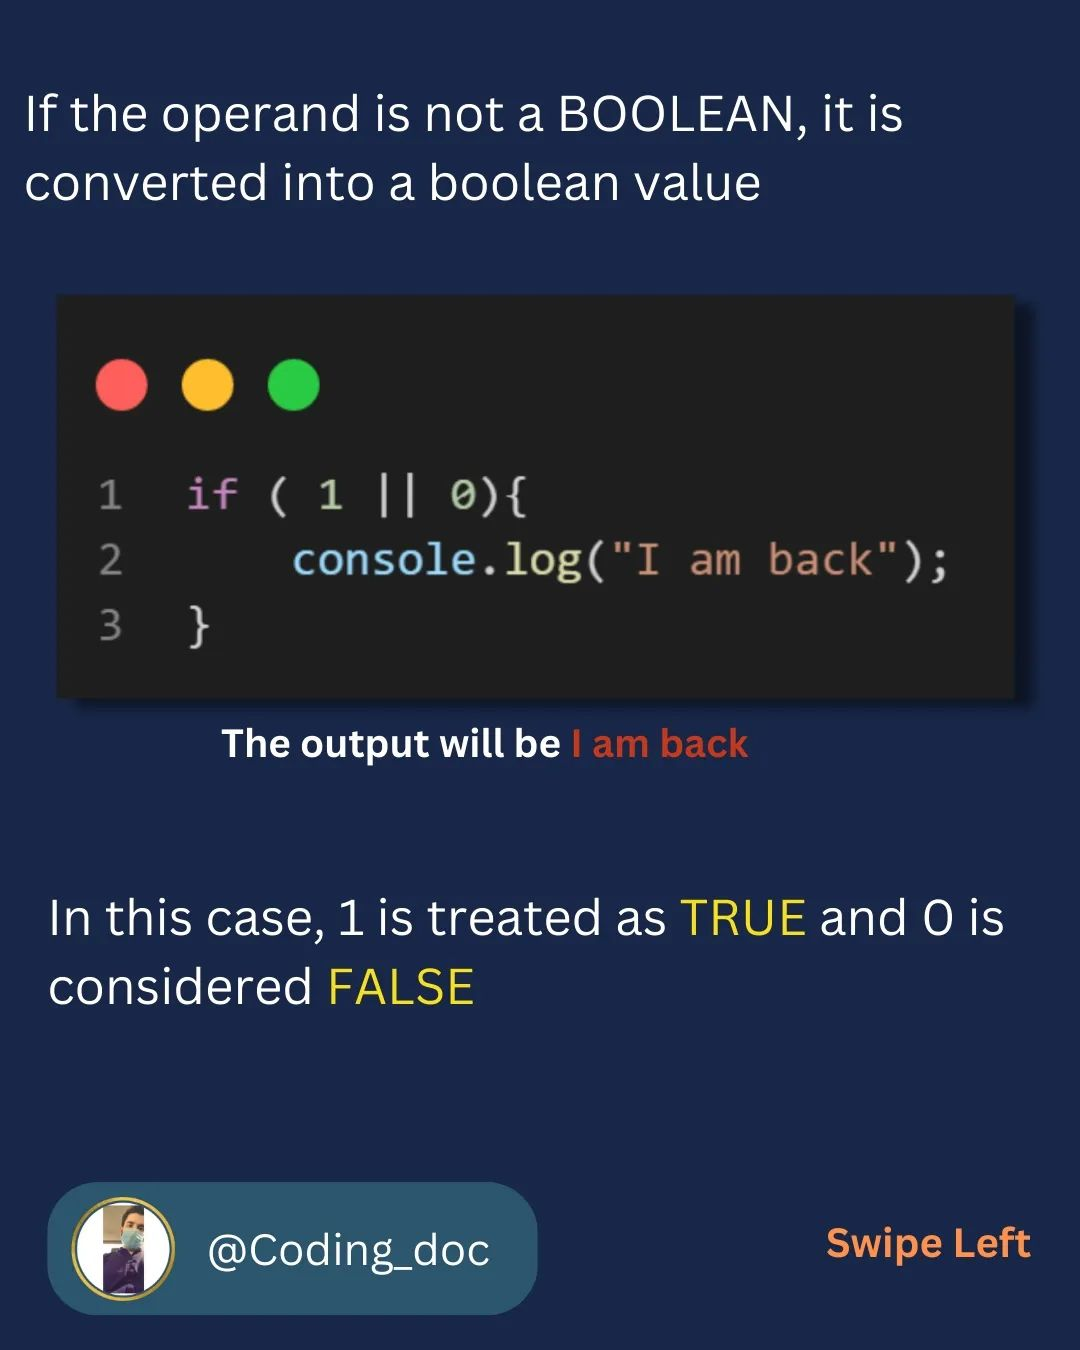 If the operand is not a BOOLEAN, it is
converted into a boolean value
1 if ( 1 || 0){
2 console.log("I am back");
3 }
The output will be I am back
In this case, 1 is treated as TRUE and 0 is
considered FALSE
@Coding_doc
Swipe Left